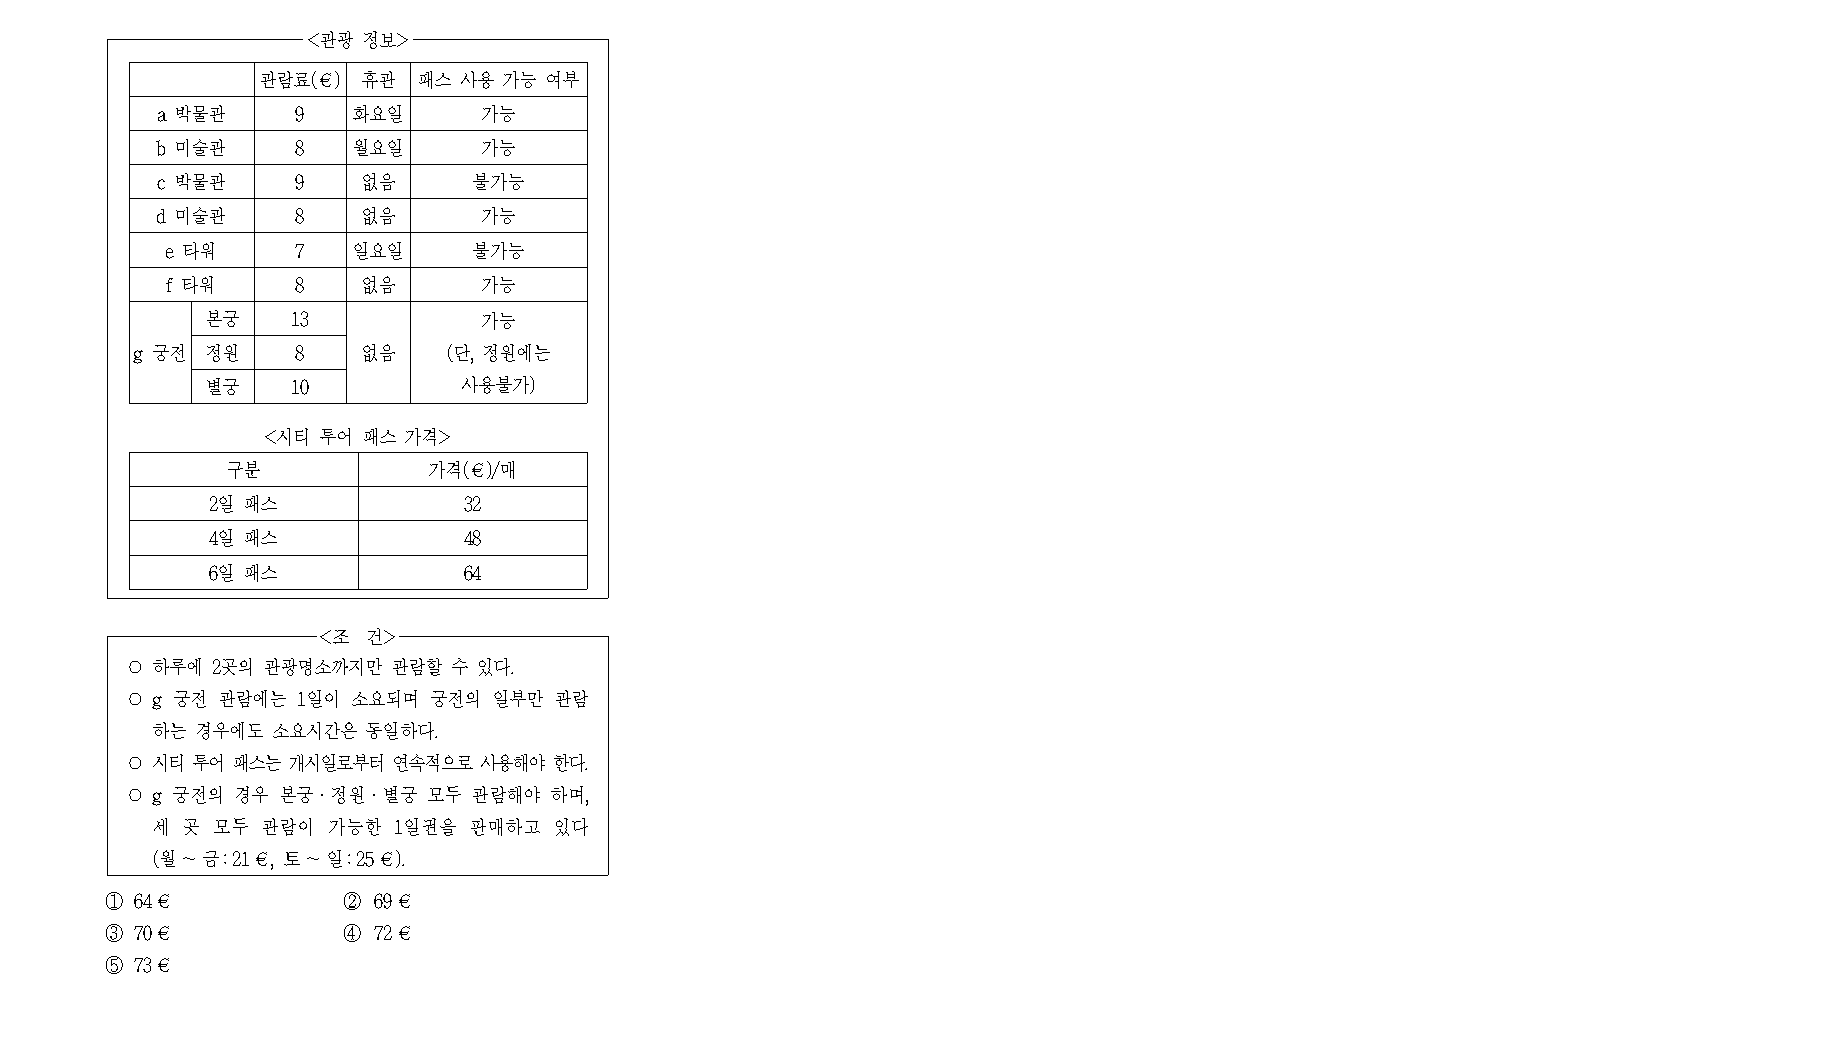 <관광 정보>
관람료(€) 휴관 패스 사용 가능 여부
a 박물관 9 화요일 가능
b 미술관 8 월요일 가능
c 박물관 9 없음 불가능
d 미술관 8 없음 가능
e 타워 7 일요일 불가능
f 타워 8 없음 가능
g 궁전 본궁 13 없음 가능
정원 8 (단, 정원에는
별궁 10 사용불가)
<시티 투어 패스 가격>
구분 가격(€)/매
2일 패스 32
4일 패스 48
6일 패스 64
<조 건>
○ 하루에 2곳의 관광명소까지만 관람할 수 있다.
○ g 궁전 관람에는 1일이 소요되며 궁전의 일부만 관람
하는 경우에도 소요시간은 동일하다.
○ 시티 투어 패스는 개시일로부터 연속적으로 사용해야 한다.
○ g 궁전의 경우 본궁·정원·별궁 모두 관람해야 하며,
세 곳 모두 관람이 가능한 1일권을 판매하고 있다
(월 ~ 금 : 21 €, 토 ~ 일 : 25 €).
① 64 € ② 69 €
③ 70 € ④ 72 €
⑤ 73 €